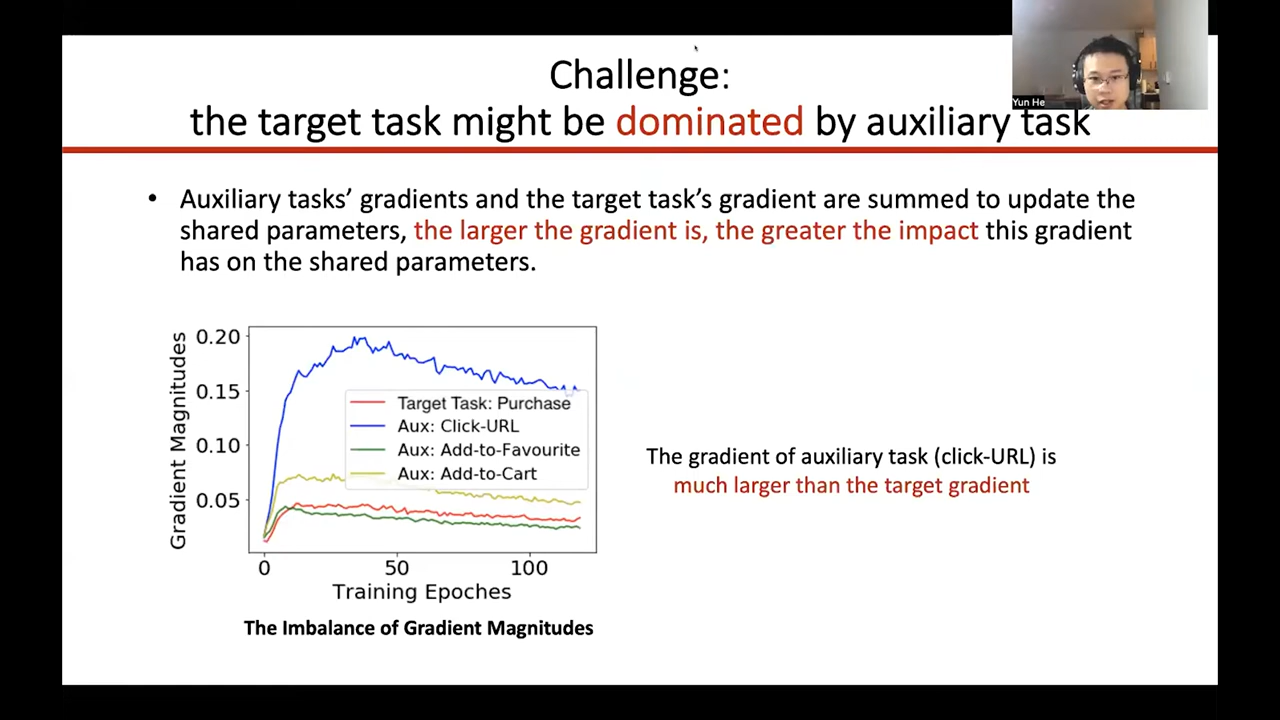 Challenge:
the target task might be dominated by auxiliary task
Yun He
• Auxiliary tasks’ gradients and the target task’s gradient are summed to update the
shared parameters, the larger the gradient is, the greater the impact this gradient
has on the shared parameters.
Gradient Magnitudes
0.20
0.15
0.10
0.05
Target Task: Purchase
Aux: Click-URL
Aux: Add-to-Favourite
Aux: Add-to-Cart
0 50 100
Training Epoches
The Imbalance of Gradient Magnitudes
The gradient of auxiliary task (click-URL) is
much larger than the target gradient